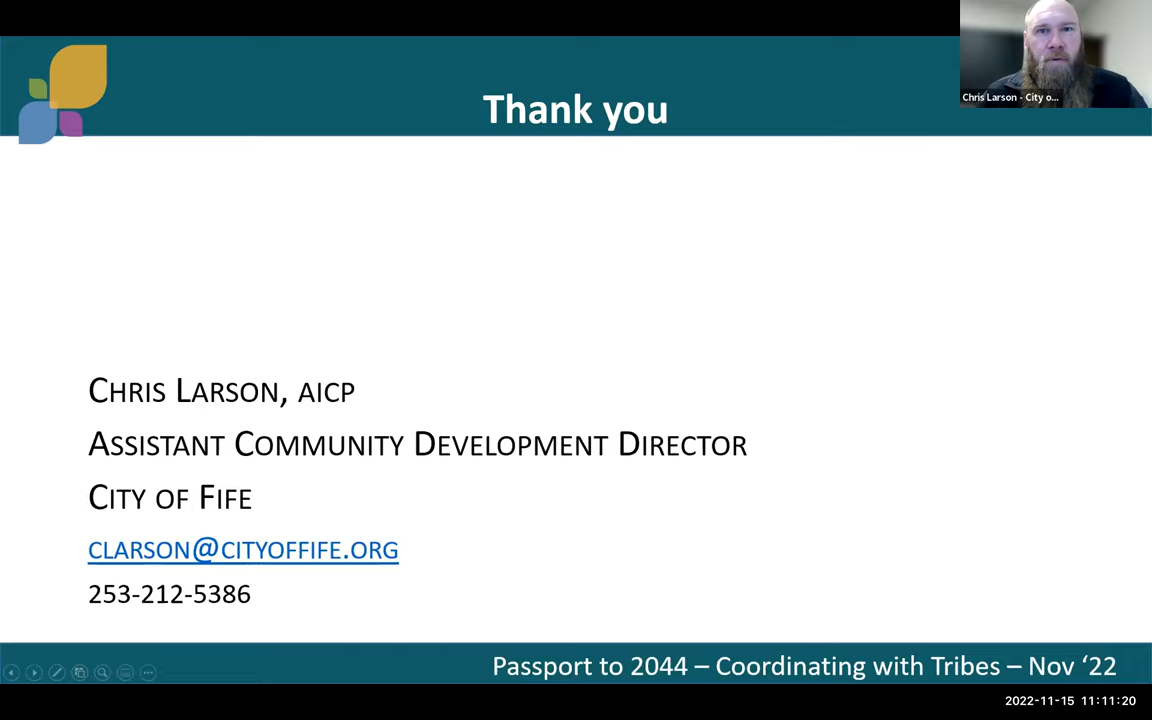 Thank you
Chris Larson - City o...
CHRIS LARSON, AICP
ASSISTANT COMMUNITY DEVELOPMENT DIRECTOR
CITY OF FIFE
CLARSON@CITYOFFIFE.ORG
253-212-5386
Passport to 2044 – Coordinating with Tribes – Nov ‘22
2022-11-15 11:11:20